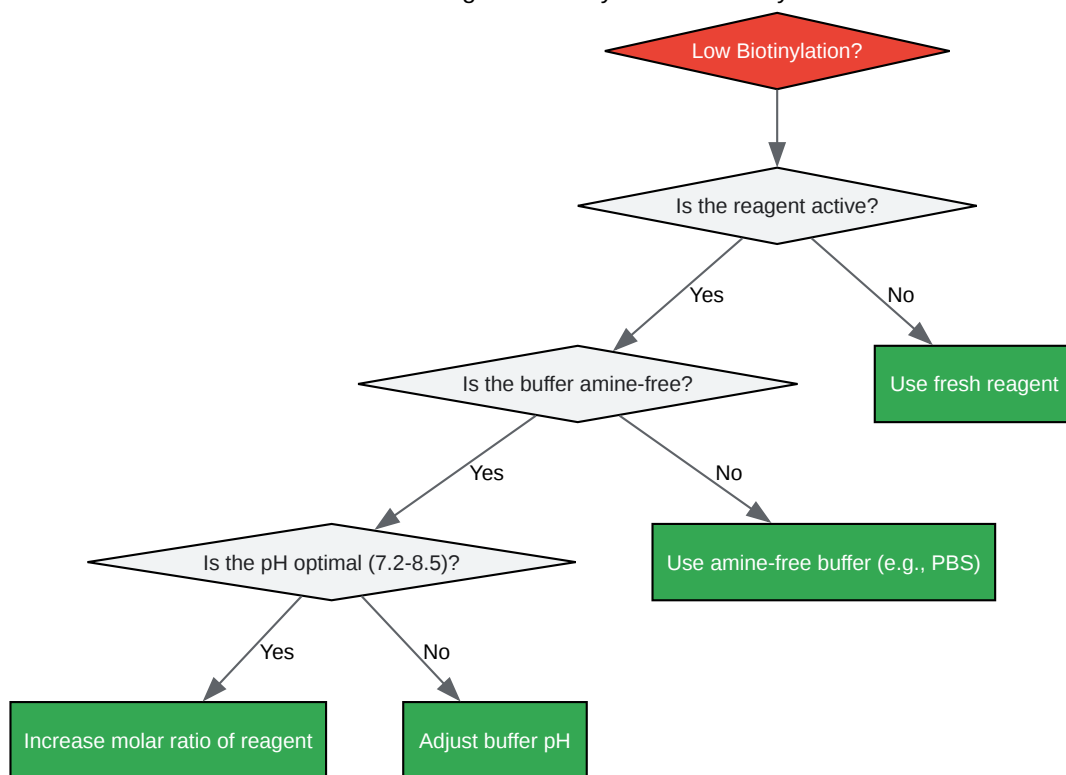 Low Biotinylation?
Is the reagent active?
Yes
No
Is the buffer amine-free?
Use fresh reagent
Yes
No
Is the pH optimal (7.2-8.5)?
Use amine-free buffer (e.g., PBS)
Yes
No
Increase molar ratio of reagent
Adjust buffer pH